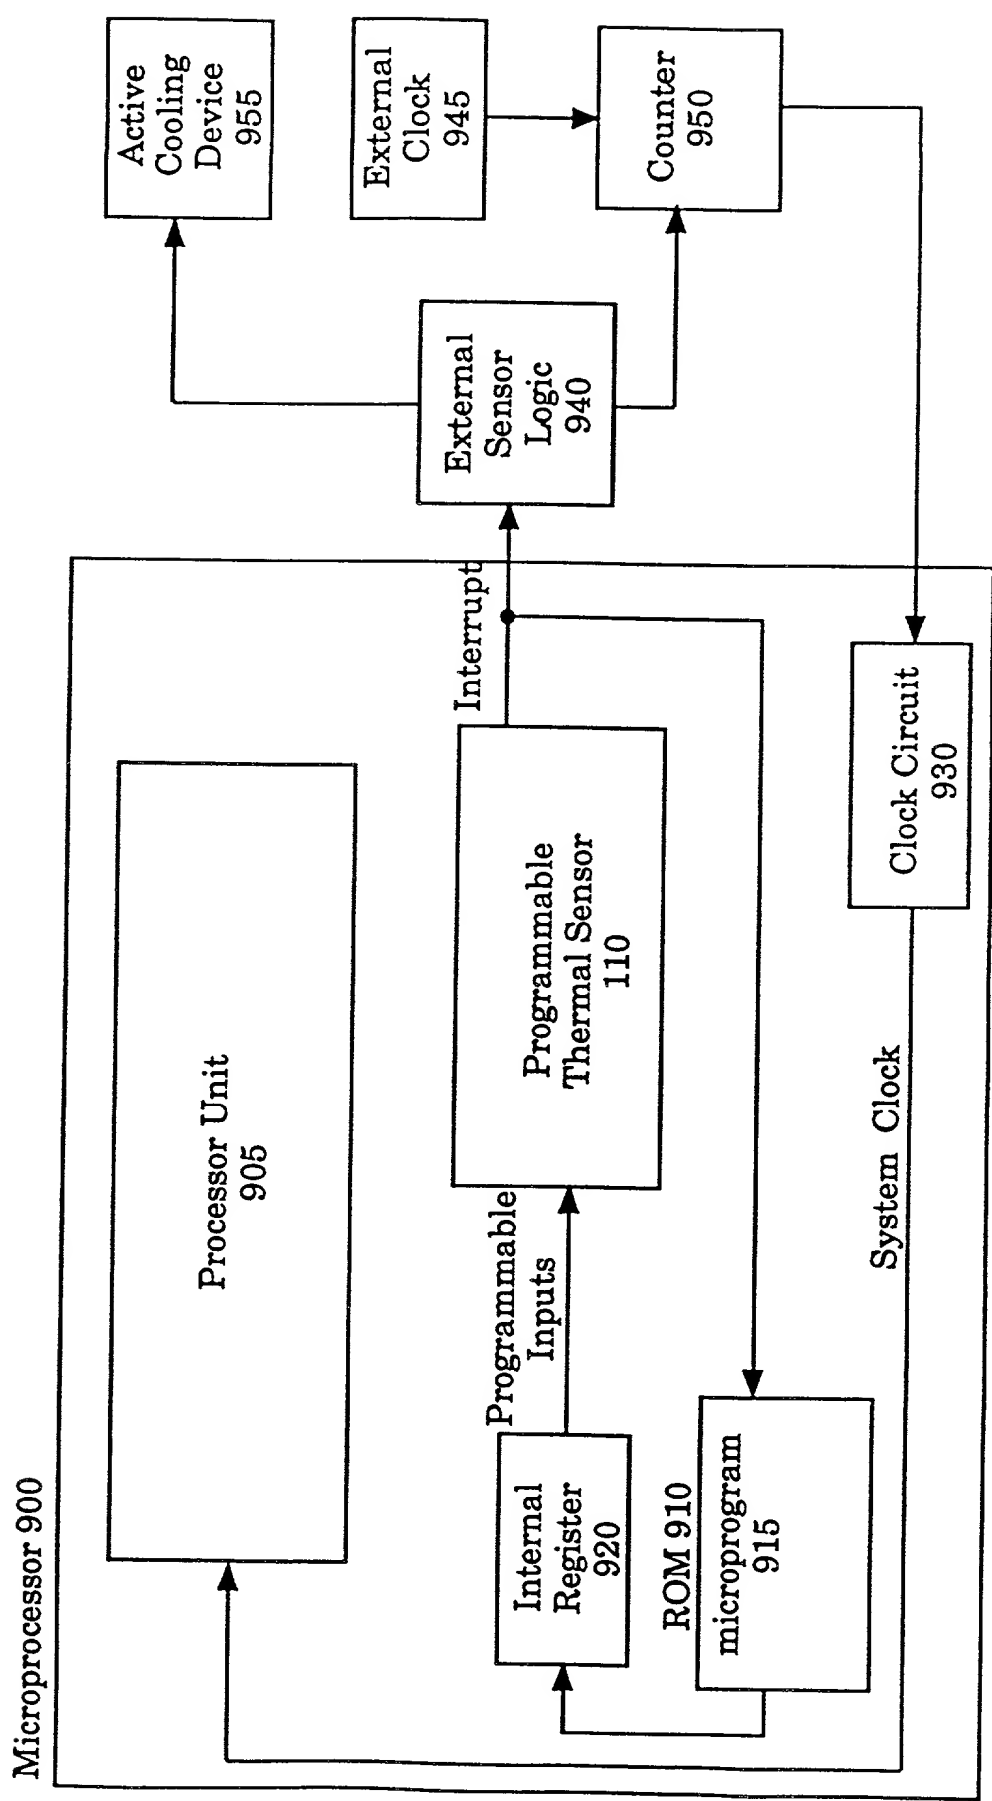 Microprocessor 900
Processor Unit
905
Internal
Register
920
Programmable
Inputs
Programmable
Thermal Sensor
110
Interrupt
ROM 910
microprogram
915
System Clock
Clock Circuit
930
External
Sensor
Logic
940
Active
Cooling
Device
955
External
Clock
945
Counter
950